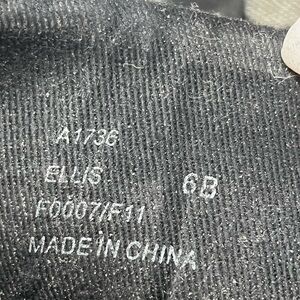 A1736
ELLIS 6B
F0007/F11
MADE IN CHINA